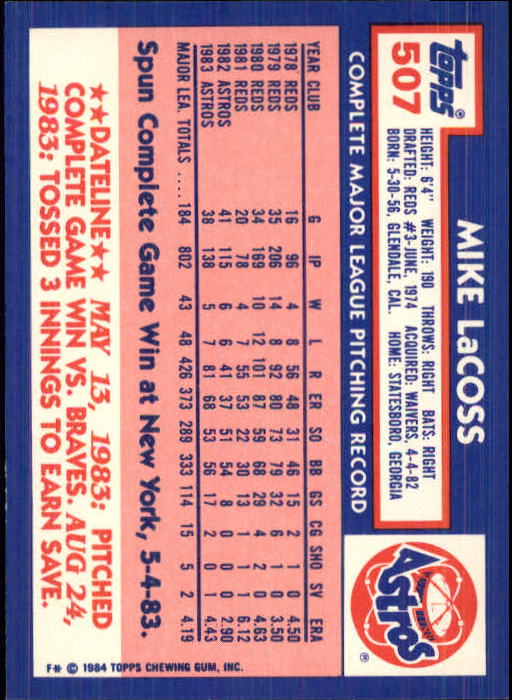 TOPPS®
507
MIKE LaCOSS
HEIGHT: 6'4" WEIGHT: 190 THROWS: RIGHT BATS: RIGHT
DRAFTED: REDS #3-JUNE, 1974 ACQUIRED: WAIVERS, 4-4-82
BORN: 5-30-56, GLENDALE, CAL. HOME: STATESBORO, GEORGIA
COMPLETE MAJOR LEAGUE PITCHING RECORD
Astros
®
YEAR CLUB G IP W L R ER SO BB GS CG SHO SV ERA
1978 REDS 16 96 4 8 56 48 31 46 15 2 1 0 4.50
1979 REDS 35 206 14 8 92 80 73 79 32 6 1 0 3.50
1980 REDS 34 169 10 12 101 87 59 68 29 4 2 0 4.63
1981 REDS 20 78 4 7 55 53 22 30 13 1 1 1 6.12
1982 ASTROS 41 115 6 6 41 37 51 54 8 0 0 0 2.90
1983 ASTROS 38 138 5 7 81 68 53 56 17 2 0 1 4.43
MAJOR LEA. TOTALS .... 184 802 43 48 426 373 289 333 114 15 5 2 4.19
Spun Complete Game Win at New York, 5-4-83.
★★DATELINE★★ MAY 13, 1983: PITCHED
COMPLETE GAME WIN VS. BRAVES. AUG 24,
1983: TOSSED 3 INNINGS TO EARN SAVE.
F* © 1984 TOPPS CHEWING GUM, INC.